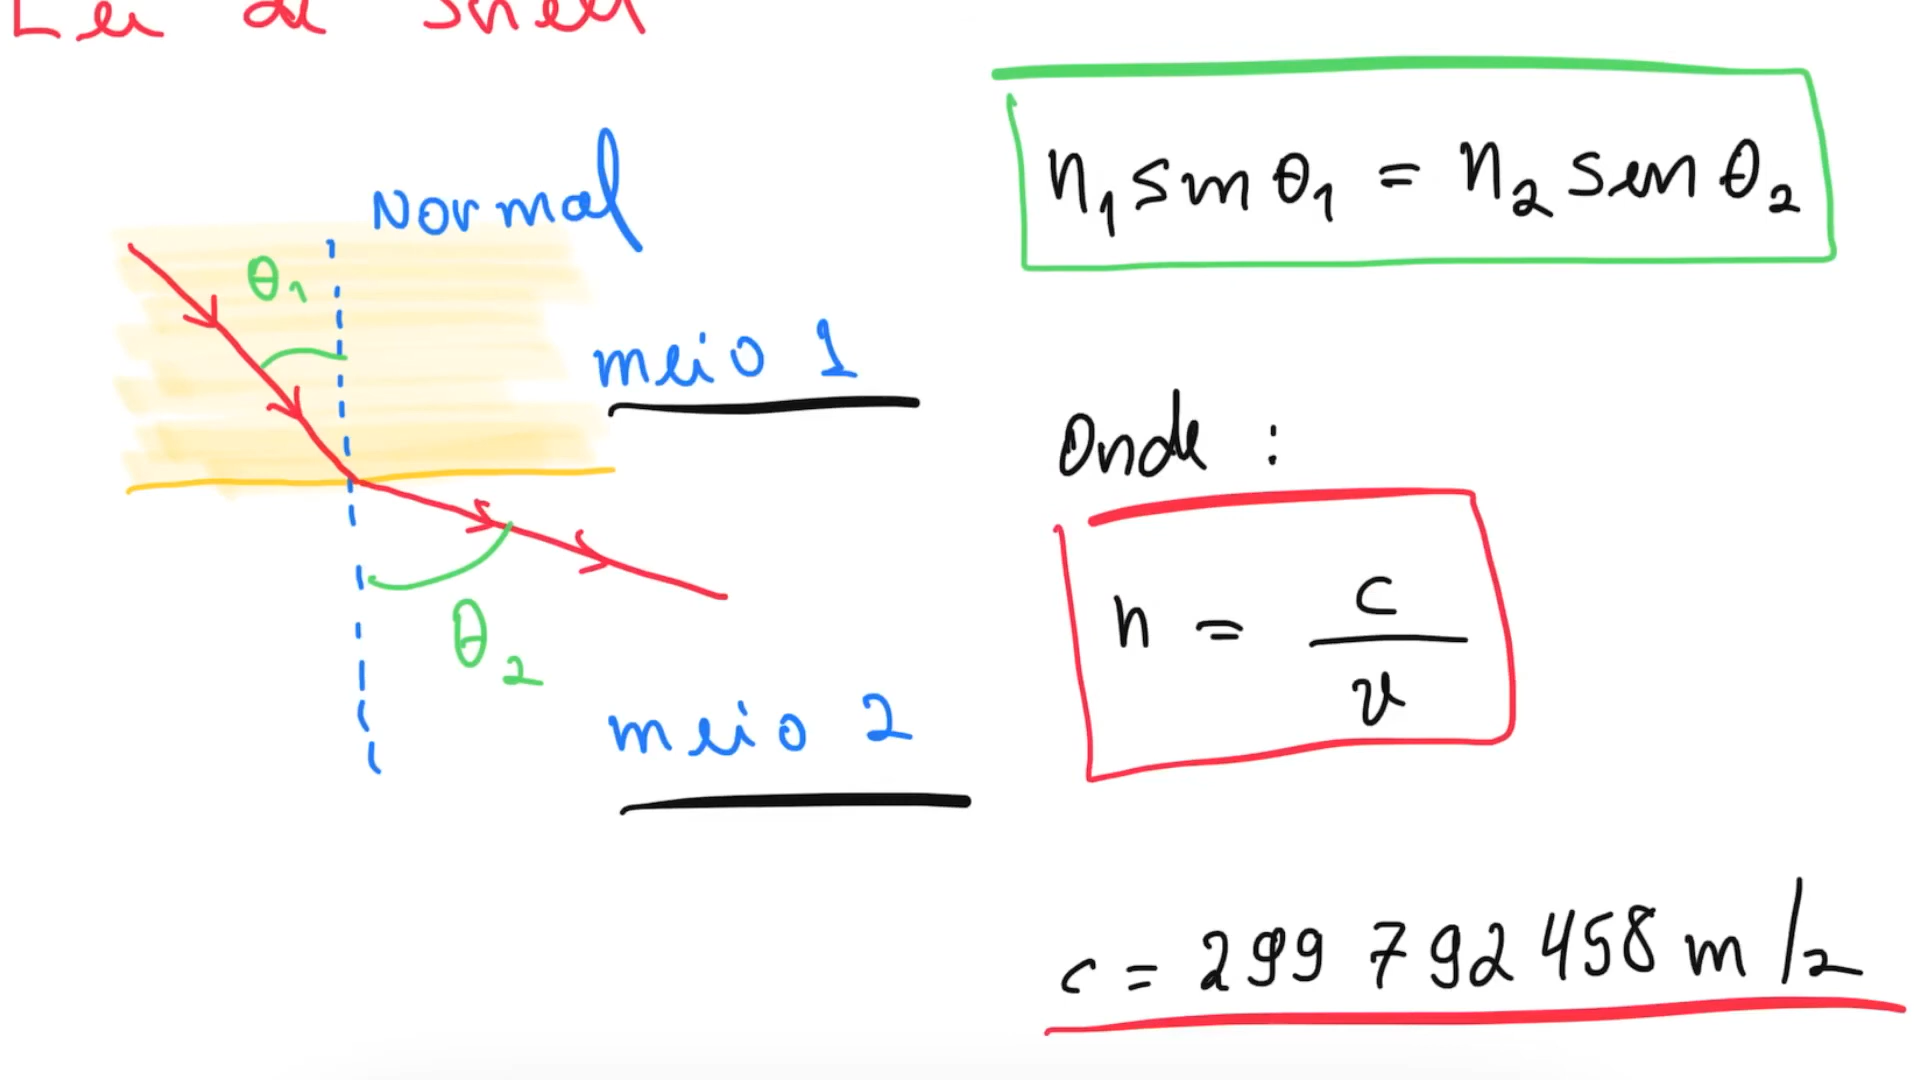 Lei de Snell
n₁ sen θ₁ = n₂ sen θ₂
Normal
θ₁
meio 1
Onde :
n = c / v
θ₂
meio 2
c = 299 792 458 m/s